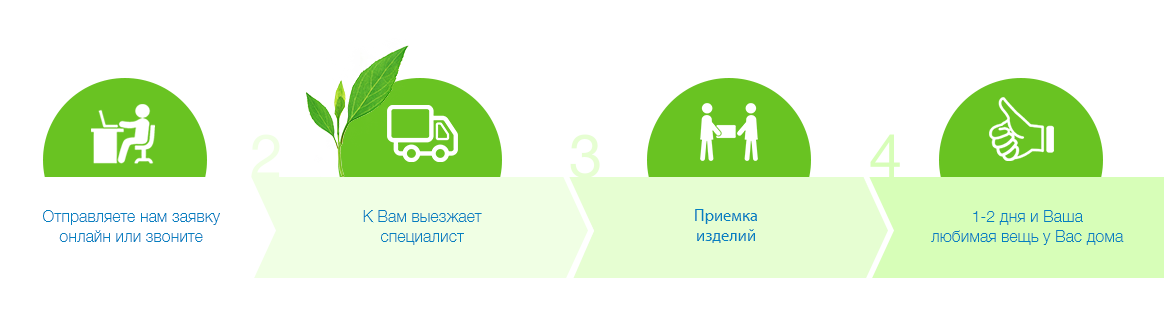 2
3
4
Отправляете нам заявку
онлайн или звоните
К Вам выезжает
специалист
Приемка
изделий
1-2 дня и Ваша
любимая вещь у Вас дома